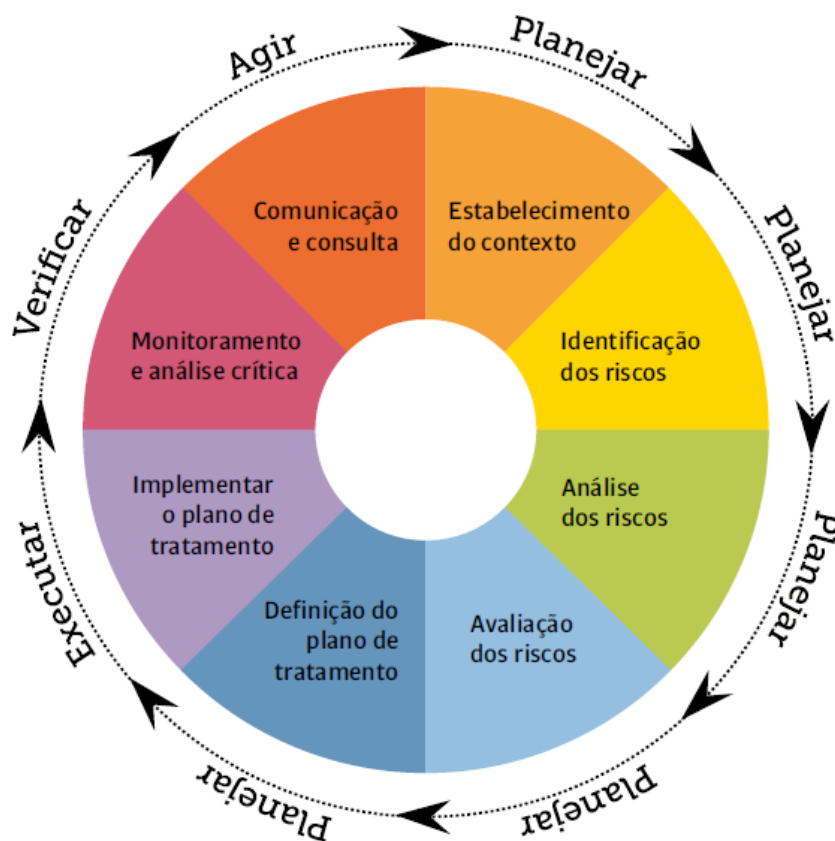 Agir
Planejar
Planejar
Planejar
Planejar
Planejar
Executar
Verificar
Comunicação
e consulta
Estabelecimento
do contexto
Identificação
dos riscos
Análise
dos riscos
Avaliação
dos riscos
Definição do
plano de
tratamento
Implementar
o plano de
tratamento
Monitoramento
e análise crítica